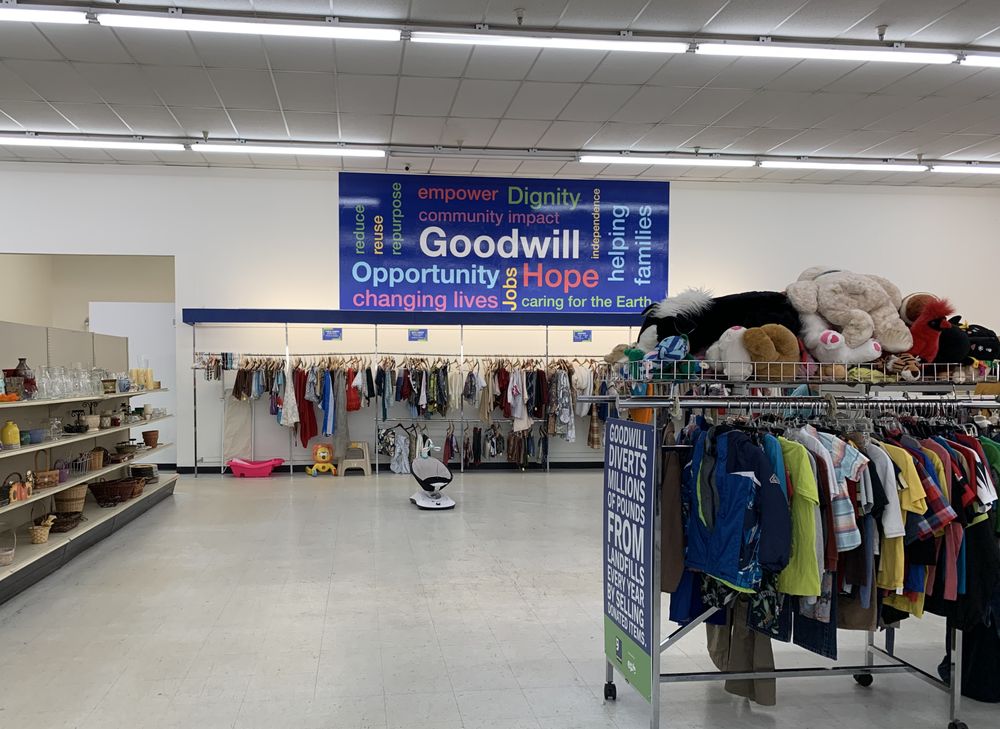 reduce
reuse
repurpose
empower Dignity
community impact
independence
Goodwill
helping
families
Opportunity
Jobs
Hope
changing lives
caring for the Earth
GOODWILL
DIVERTS
MILLIONS
OF POUNDS
FROM
LANDFILLS
EVERY YEAR
BY SELLING
DONATED ITEMS.